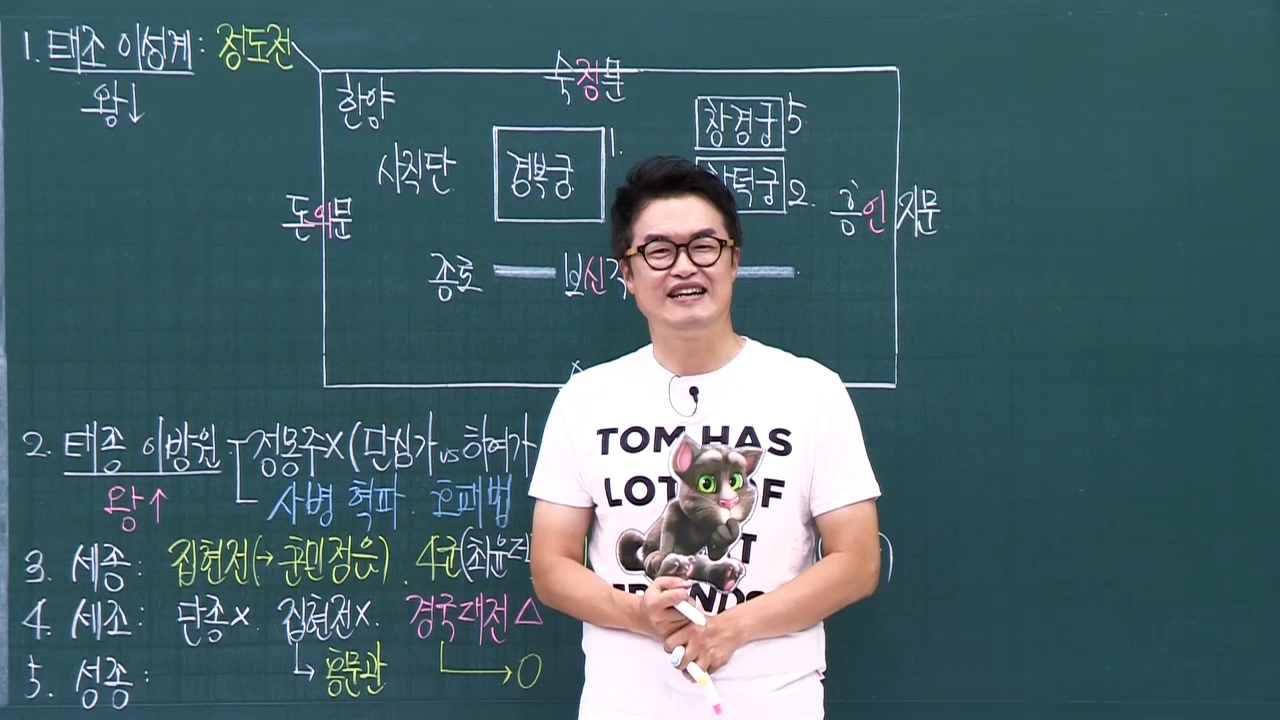 1. 태조 이성계 : 정도전
왕↓
숙정문
한양
창경궁 5
사직단
경복궁 1.
덕궁 2.
돈의문
흥인지문
종로
보신
2. 태종 이방원 정몽주×(단심가 vs 하여가
왕↑
사병 혁파. 호패법
3. 세종 : 집현전(→훈민정음). 4군(최윤
4. 세조 : 단종×. 집현전×. 경국대전△
5. 성종 : 홍문관 ○
TOM HAS
LOT OF
T